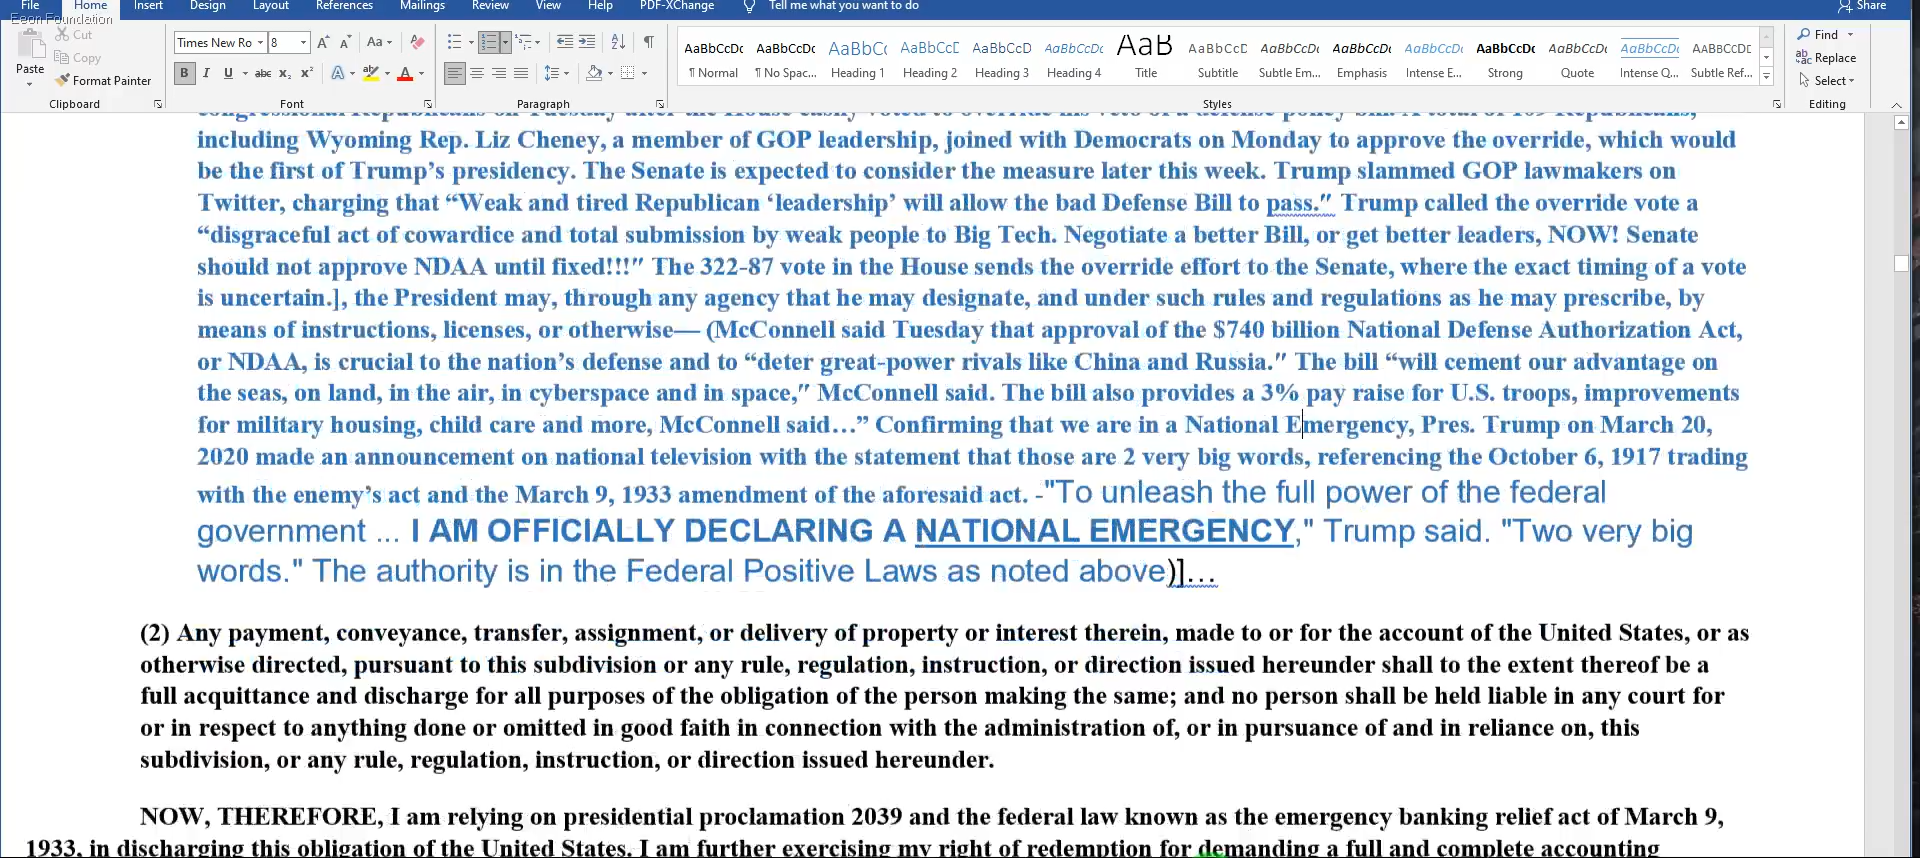 File Home Insert Design Layout References Mailings Review View Help PDF-XChange Tell me what you want to do Share
Eeon Foundation
Cut
Copy
Format Painter
Paste
Clipboard
Times New Ro 8
Font
Paragraph
AaBbCcDc AaBbCcDc AaBbCc AaBbCcE AaBbCcD AaBbCcDc AaB AaBbCcD AaBbCcDc AaBbCcDc AaBbCcDc AaBbCcDc AaBbCcDc AaBbCcDc AABBCCDE
¶ Normal ¶ No Spac... Heading 1 Heading 2 Heading 3 Heading 4 Title Subtitle Subtle Em... Emphasis Intense E... Strong Quote Intense Q... Subtle Ref...
Styles
Find
Replace
Select
Editing
including Wyoming Rep. Liz Cheney, a member of GOP leadership, joined with Democrats on Monday to approve the override, which would
be the first of Trump’s presidency. The Senate is expected to consider the measure later this week. Trump slammed GOP lawmakers on
Twitter, charging that “Weak and tired Republican ‘leadership’ will allow the bad Defense Bill to pass.″ Trump called the override vote a
“disgraceful act of cowardice and total submission by weak people to Big Tech. Negotiate a better Bill, or get better leaders, NOW! Senate
should not approve NDAA until fixed!!!″ The 322-87 vote in the House sends the override effort to the Senate, where the exact timing of a vote
is uncertain.], the President may, through any agency that he may designate, and under such rules and regulations as he may prescribe, by
means of instructions, licenses, or otherwise— (McConnell said Tuesday that approval of the $740 billion National Defense Authorization Act,
or NDAA, is crucial to the nation’s defense and to “deter great-power rivals like China and Russia.″ The bill “will cement our advantage on
the seas, on land, in the air, in cyberspace and in space,″ McConnell said. The bill also provides a 3% pay raise for U.S. troops, improvements
for military housing, child care and more, McConnell said…” Confirming that we are in a National Emergency, Pres. Trump on March 20,
2020 made an announcement on national television with the statement that those are 2 very big words, referencing the October 6, 1917 trading
with the enemy’s act and the March 9, 1933 amendment of the aforesaid act. -"To unleash the full power of the federal
government ... I AM OFFICIALLY DECLARING A NATIONAL EMERGENCY," Trump said. "Two very big
words." The authority is in the Federal Positive Laws as noted above)]…
(2) Any payment, conveyance, transfer, assignment, or delivery of property or interest therein, made to or for the account of the United States, or as
otherwise directed, pursuant to this subdivision or any rule, regulation, instruction, or direction issued hereunder shall to the extent thereof be a
full acquittance and discharge for all purposes of the obligation of the person making the same; and no person shall be held liable in any court for
or in respect to anything done or omitted in good faith in connection with the administration of, or in pursuance of and in reliance on, this
subdivision, or any rule, regulation, instruction, or direction issued hereunder.
NOW, THEREFORE, I am relying on presidential proclamation 2039 and the federal law known as the emergency banking relief act of March 9,
1933, in discharging this obligation of the United States. I am further exercising my right of redemption for demanding a full and complete accounting